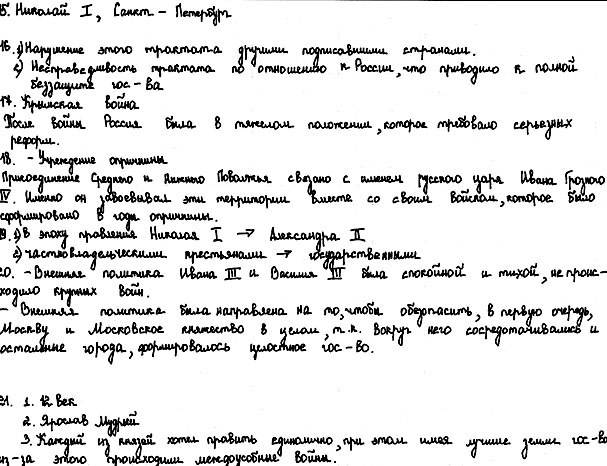 15. Николай I, Санкт - Петербург
16. 1) Нарушение этого трактата другими подписавшими странами.
2) Несправедливость трактата по отношению к России, что приводило к полной
беззащите гос-ва
17. Крымская война
После войны Россия была в тяжелом положении, которое требовало серьезных
реформ.
18. - Учреждение опричнины
Присоединение Среднего и Нижнего Поволжья связано с именем русского царя Ивана Грозного
IV. Именно он завоевывал эти территории вместе со своим войском, которое было
сформировано в годы опричнины.
19. 1) В эпоху правления Николая I → Александра II
2) частновладельческими крестьянами → государственными
20. - Внешняя политика Ивана III и Василия III была спокойной и тихой, не проис-
ходило крупных войн.
- Внешняя политика была направлена на то, чтобы обезопасить, в первую очередь,
Москву и Московское княжество в целом, т.к. вокруг него сосредотачивались и
остальные города, формировалось целостное гос-во.
21. 1. 12 век
2. Ярослав Мудрый
3. Каждый из князей хотел править единолично, при этом имея лучшие земли гос-ва
из-за этого происходили междоусобные войны.